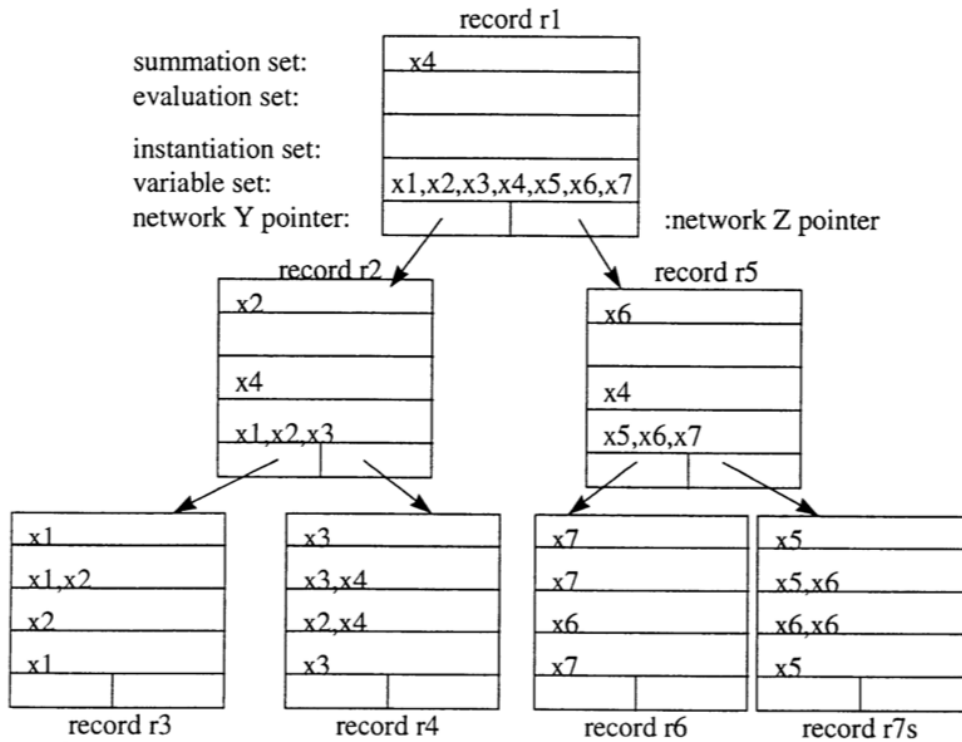 record r1
summation set:
x4
evaluation set:
instantiation set:
variable set:
x1,x2,x3,x4,x5,x6,x7
network Y pointer:
:network Z pointer
record r2
x2
x4
x1,x2,x3
record r5
x6
x4
x5,x6,x7
x1
x1,x2
x2
x1
record r3
x3
x3,x4
x2,x4
x3
record r4
x7
x7
x6
x7
record r6
x5
x5,x6
x6,x6
x5
record r7s